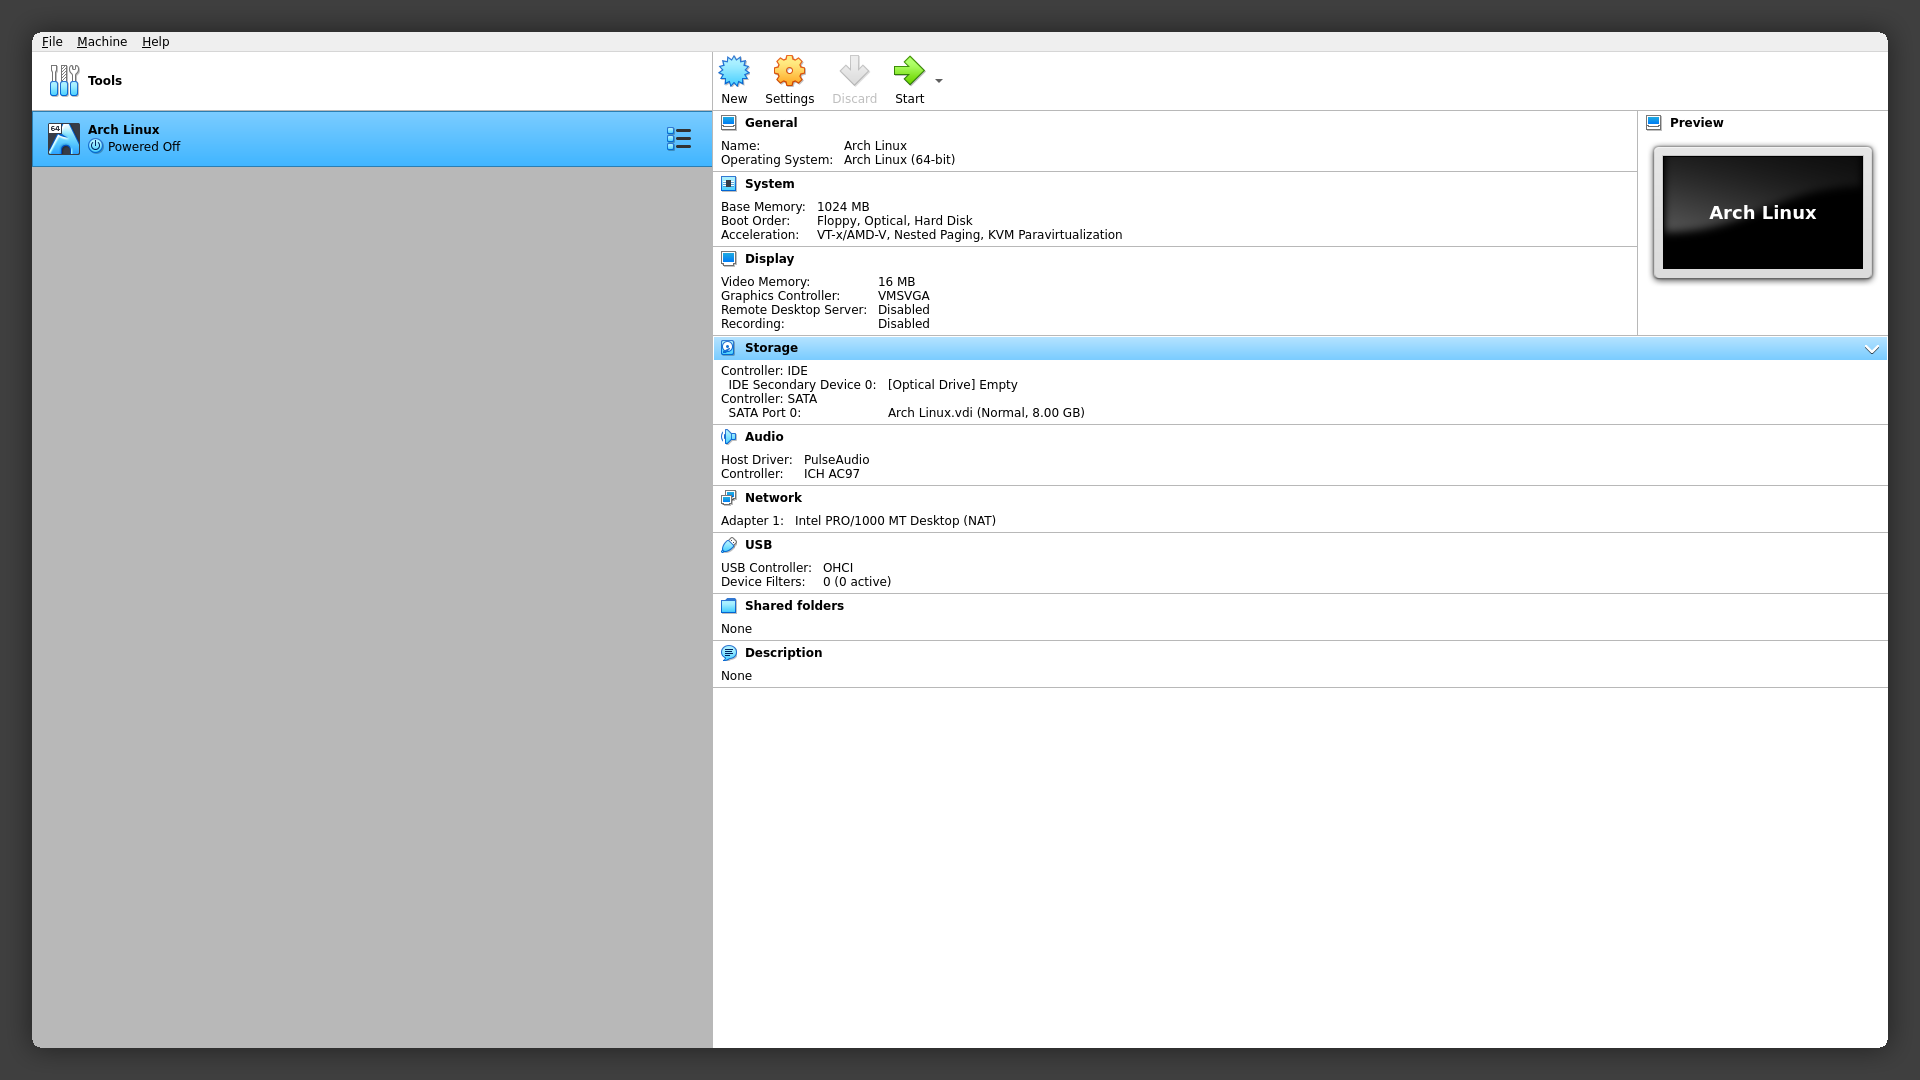 File Machine Help
Tools
New Settings Discard Start
64
Arch Linux
Powered Off
General
Name: Arch Linux
Operating System: Arch Linux (64-bit)
Preview
Arch Linux
System
Base Memory: 1024 MB
Boot Order: Floppy, Optical, Hard Disk
Acceleration: VT-x/AMD-V, Nested Paging, KVM Paravirtualization
Display
Video Memory: 16 MB
Graphics Controller: VMSVGA
Remote Desktop Server: Disabled
Recording: Disabled
Storage
Controller: IDE
IDE Secondary Device 0: [Optical Drive] Empty
Controller: SATA
SATA Port 0: Arch Linux.vdi (Normal, 8.00 GB)
Audio
Host Driver: PulseAudio
Controller: ICH AC97
Network
Adapter 1: Intel PRO/1000 MT Desktop (NAT)
USB
USB Controller: OHCI
Device Filters: 0 (0 active)
Shared folders
None
Description
None